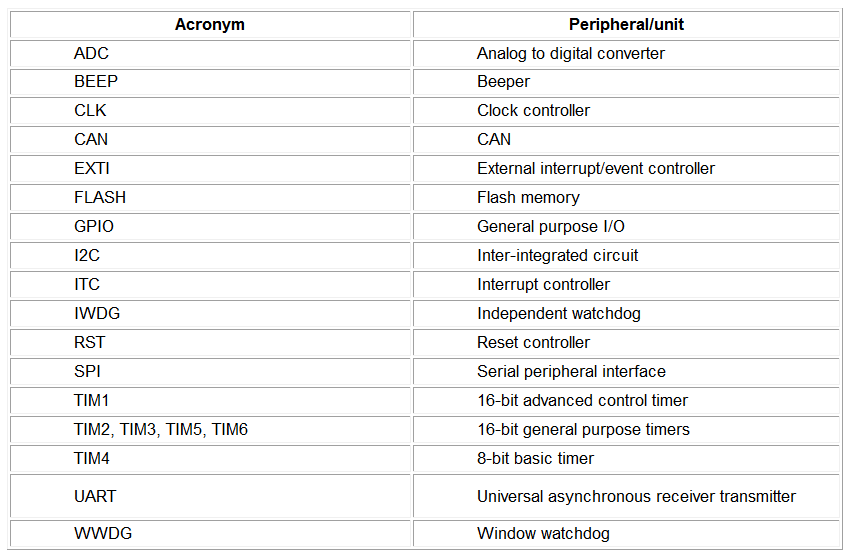 Acronym Peripheral/unit
ADC Analog to digital converter
BEEP Beeper
CLK Clock controller
CAN CAN
EXTI External interrupt/event controller
FLASH Flash memory
GPIO General purpose I/O
I2C Inter-integrated circuit
ITC Interrupt controller
IWDG Independent watchdog
RST Reset controller
SPI Serial peripheral interface
TIM1 16-bit advanced control timer
TIM2, TIM3, TIM5, TIM6 16-bit general purpose timers
TIM4 8-bit basic timer
UART Universal asynchronous receiver transmitter
WWDG Window watchdog